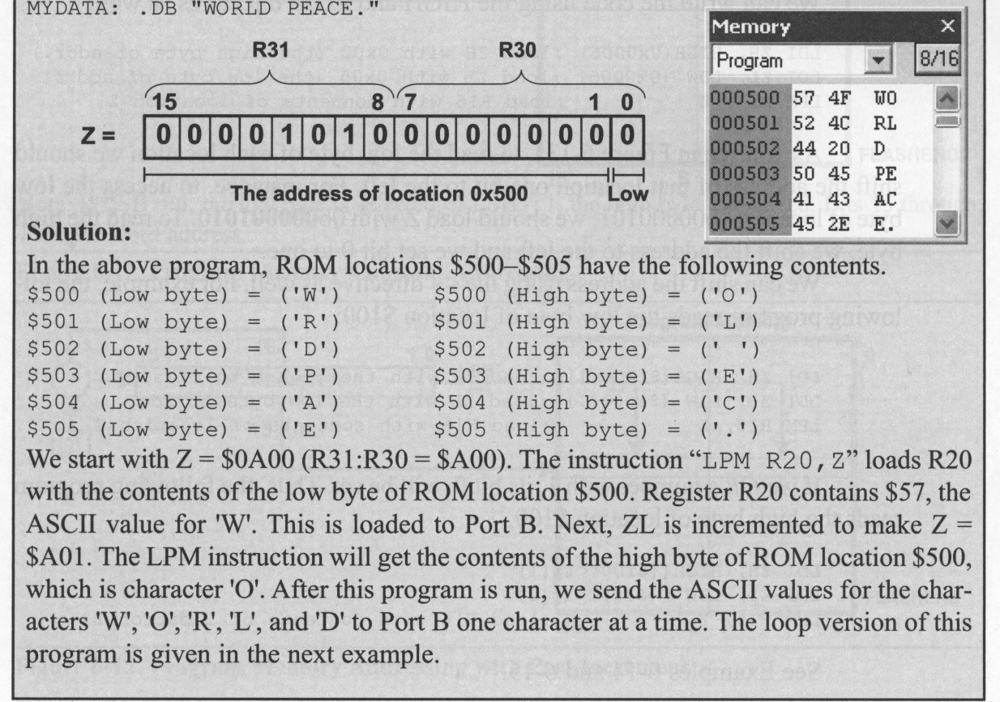 MYDATA: .DB "WORLD PEACE."
R31 R30
15 8 7 1 0
Z = 0 0 0 0 1 0 1 0 0 0 0 0 0 0 0 0
The address of location 0x500 Low
Memory ×
Program 8/16
000500 57 4F WO
000501 52 4C RL
000502 44 20 D
000503 50 45 PE
000504 41 43 AC
000505 45 2E E.
Solution:
In the above program, ROM locations $500–$505 have the following contents.
$500 (Low byte) = ('W') $500 (High byte) = ('O')
$501 (Low byte) = ('R') $501 (High byte) = ('L')
$502 (Low byte) = ('D') $502 (High byte) = (' ')
$503 (Low byte) = ('P') $503 (High byte) = ('E')
$504 (Low byte) = ('A') $504 (High byte) = ('C')
$505 (Low byte) = ('E') $505 (High byte) = ('.')
We start with Z = $0A00 (R31:R30 = $A00). The instruction “LPM R20,Z” loads R20
with the contents of the low byte of ROM location $500. Register R20 contains $57, the
ASCII value for 'W'. This is loaded to Port B. Next, ZL is incremented to make Z =
$A01. The LPM instruction will get the contents of the high byte of ROM location $500,
which is character 'O'. After this program is run, we send the ASCII values for the char-
acters 'W', 'O', 'R', 'L', and 'D' to Port B one character at a time. The loop version of this
program is given in the next example.